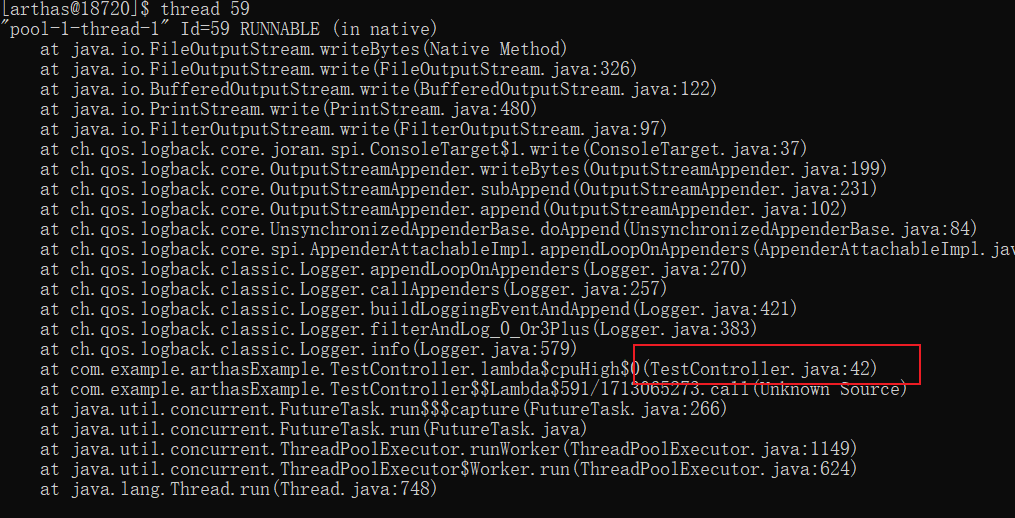 [arthas@18720]$ thread 59
"pool-1-thread-1" Id=59 RUNNABLE (in native)
at java.io.FileOutputStream.writeBytes(Native Method)
at java.io.FileOutputStream.write(FileOutputStream.java:326)
at java.io.BufferedOutputStream.write(BufferedOutputStream.java:122)
at java.io.PrintStream.write(PrintStream.java:480)
at java.io.FilterOutputStream.write(FilterOutputStream.java:97)
at ch.qos.logback.core.joran.spi.ConsoleTarget$1.write(ConsoleTarget.java:37)
at ch.qos.logback.core.OutputStreamAppender.writeBytes(OutputStreamAppender.java:199)
at ch.qos.logback.core.OutputStreamAppender.subAppend(OutputStreamAppender.java:231)
at ch.qos.logback.core.OutputStreamAppender.append(OutputStreamAppender.java:102)
at ch.qos.logback.core.UnsynchronizedAppenderBase.doAppend(UnsynchronizedAppenderBase.java:84)
at ch.qos.logback.core.spi.AppenderAttachableImpl.appendLoopOnAppenders(AppenderAttachableImpl.jav
at ch.qos.logback.classic.Logger.appendLoopOnAppenders(Logger.java:270)
at ch.qos.logback.classic.Logger.callAppenders(Logger.java:257)
at ch.qos.logback.classic.Logger.buildLoggingEventAndAppend(Logger.java:421)
at ch.qos.logback.classic.Logger.filterAndLog_0_Or3Plus(Logger.java:383)
at ch.qos.logback.classic.Logger.info(Logger.java:579)
at com.example.arthasExample.TestController.lambda$cpuHigh$0(TestController.java:42)
at com.example.arthasExample.TestController$$Lambda$591/1713065273.call(Unknown Source)
at java.util.concurrent.FutureTask.run$$$capture(FutureTask.java:266)
at java.util.concurrent.FutureTask.run(FutureTask.java)
at java.util.concurrent.ThreadPoolExecutor.runWorker(ThreadPoolExecutor.java:1149)
at java.util.concurrent.ThreadPoolExecutor$Worker.run(ThreadPoolExecutor.java:624)
at java.lang.Thread.run(Thread.java:748)